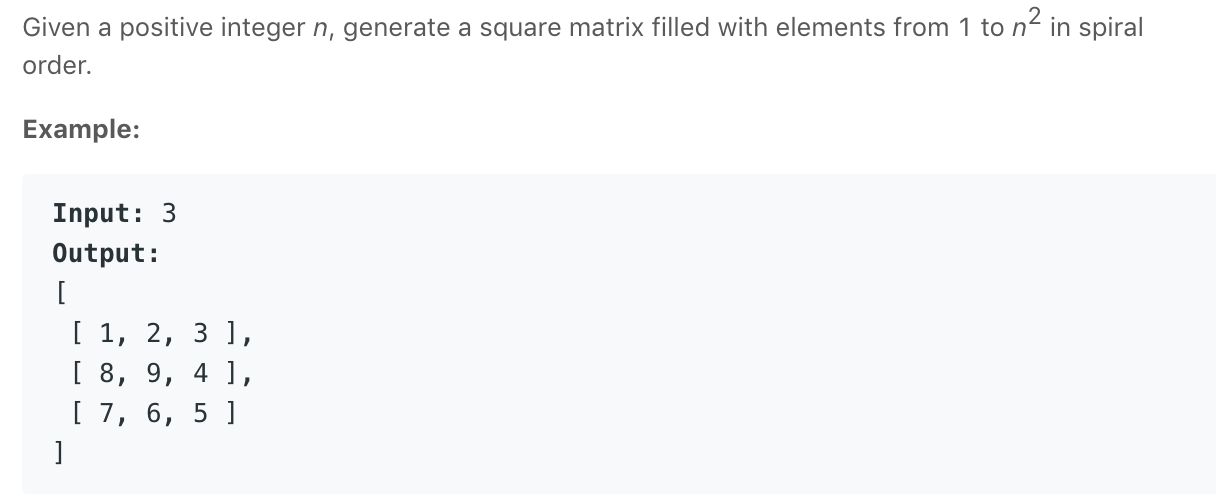 Given a positive integer n, generate a square matrix filled with elements from 1 to n² in spiral
order.
Example:
Input: 3
Output:
[
 [ 1, 2, 3 ],
 [ 8, 9, 4 ],
 [ 7, 6, 5 ]
]